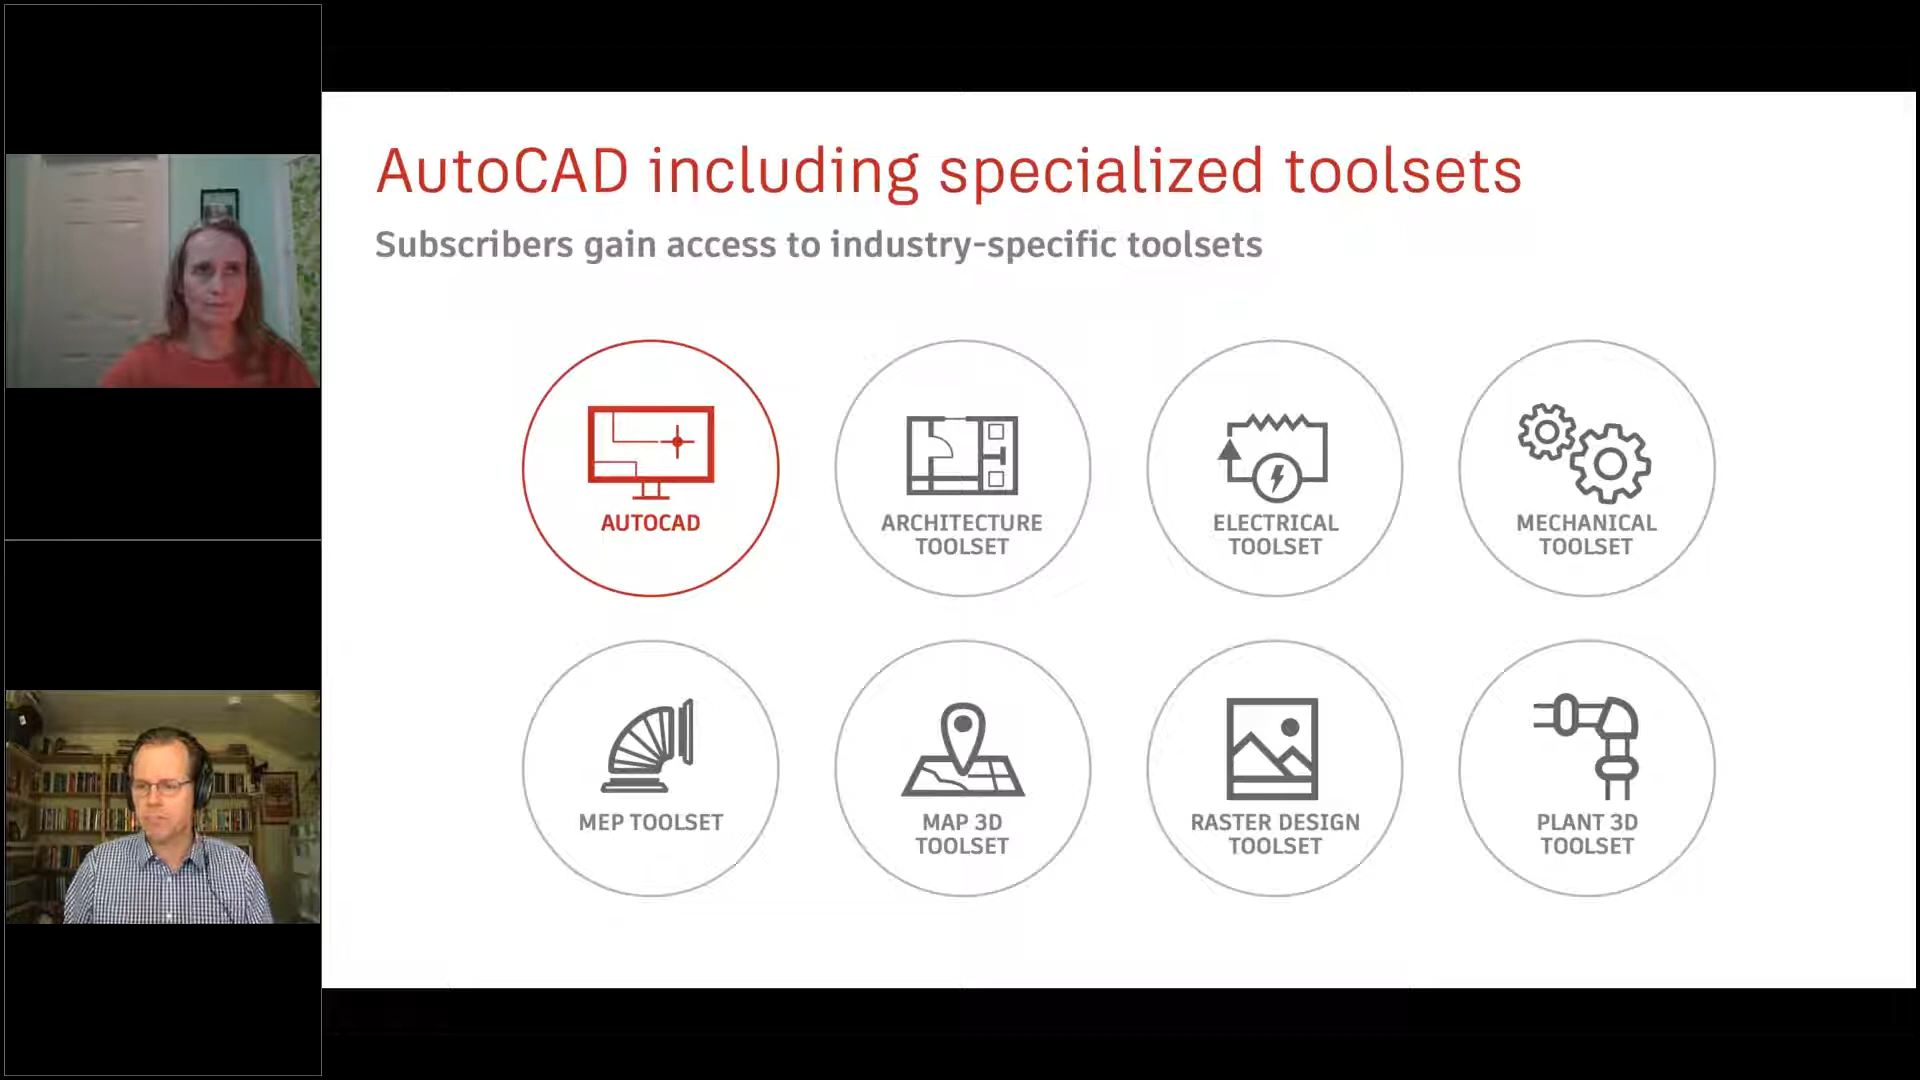 AutoCAD including specialized toolsets
Subscribers gain access to industry-specific toolsets
AUTOCAD
ARCHITECTURE
TOOLSET
ELECTRICAL
TOOLSET
MECHANICAL
TOOLSET
MEP TOOLSET
MAP 3D
TOOLSET
RASTER DESIGN
TOOLSET
PLANT 3D
TOOLSET